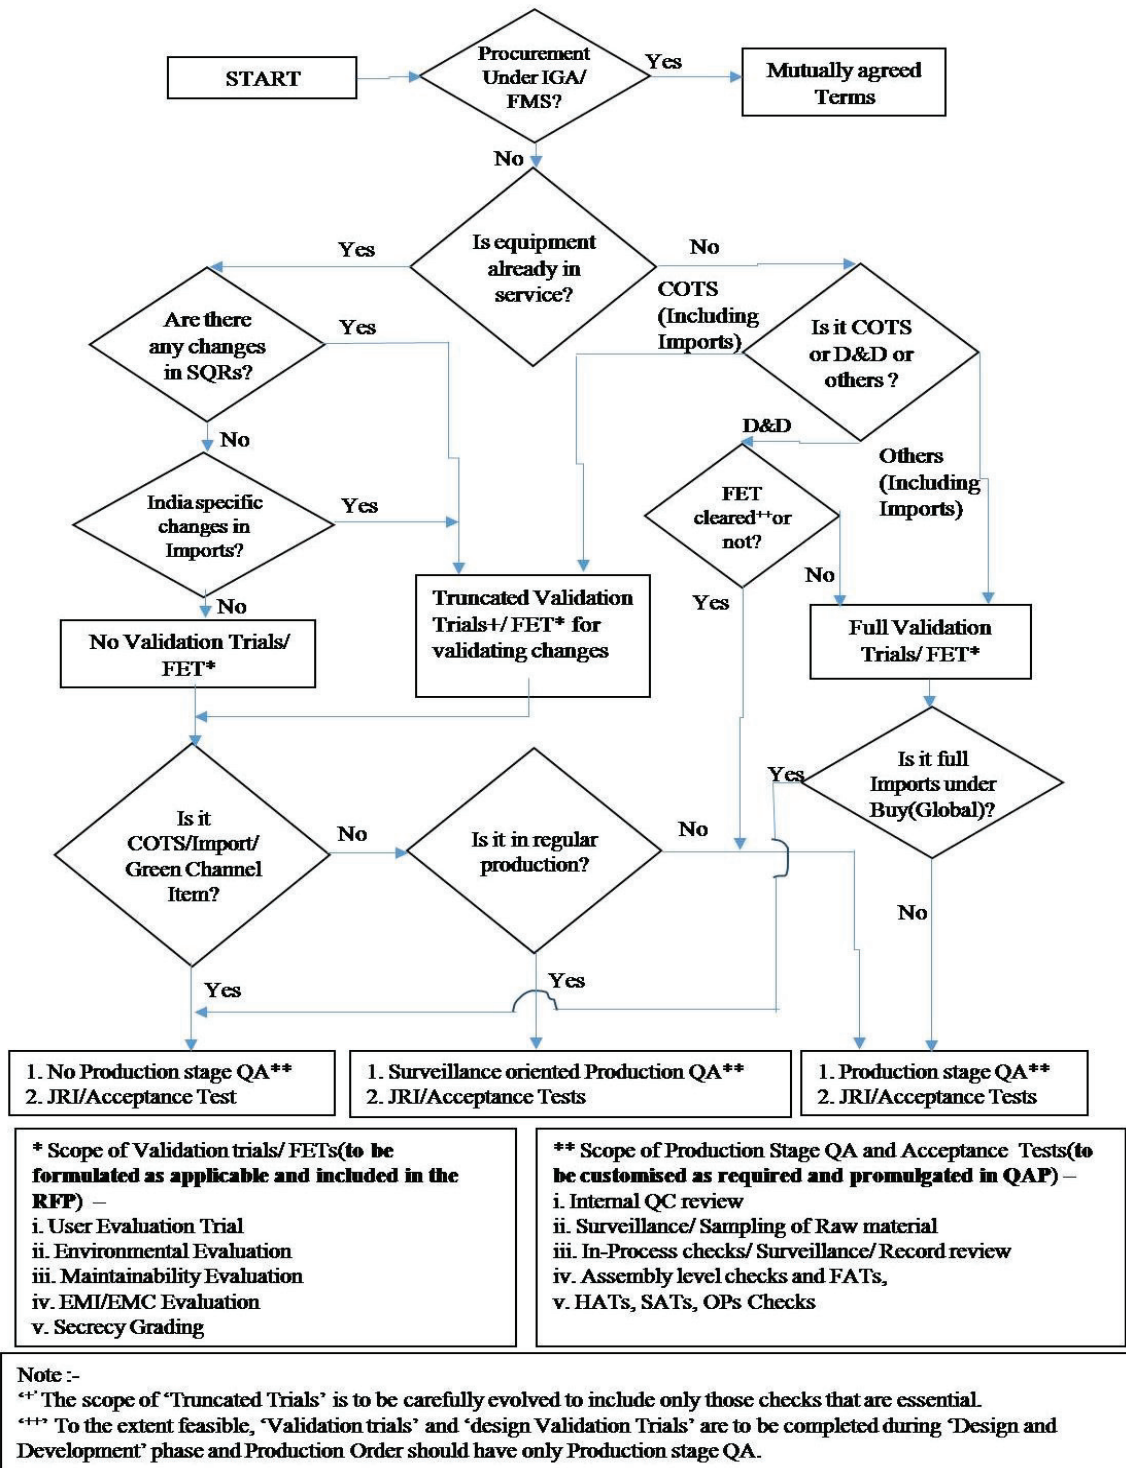 START
Procurement
Under IGA/
FMS?
Yes
Mutually agreed
Terms
No
Is equipment
already in
service?
Yes
No
Are there
any changes
in SQRs?
Yes
COTS
(Including
Imports)
Is it COTS
or D&D or
others ?
No
D&D
Others
(Including
Imports)
India specific
changes in
Imports?
Yes
FET
cleared⁺⁺or
not?
No
Yes
No
No Validation Trials/
FET*
Truncated Validation
Trials+/ FET* for
validating changes
Full Validation
Trials/ FET*
Is it full
Imports under
Buy(Global)?
Yes
Is it
COTS/Import/
Green Channel
Item?
No
Is it in regular
production?
No
No
Yes
Yes
1. No Production stage QA**
2. JRI/Acceptance Test
1. Surveillance oriented Production QA**
2. JRI/Acceptance Tests
1. Production stage QA**
2. JRI/Acceptance Tests
* Scope of Validation trials/ FETs(to be
formulated as applicable and included in the
RFP) –
i. User Evaluation Trial
ii. Environmental Evaluation
iii. Maintainability Evaluation
iv. EMI/EMC Evaluation
v. Secrecy Grading
** Scope of Production Stage QA and Acceptance Tests(to
be customised as required and promulgated in QAP) –
i. Internal QC review
ii. Surveillance/ Sampling of Raw material
iii. In-Process checks/ Surveillance/ Record review
iv. Assembly level checks and FATs,
v. HATs, SATs, OPs Checks
Note :-
‘⁺’ The scope of ‘Truncated Trials’ is to be carefully evolved to include only those checks that are essential.
‘⁺⁺’ To the extent feasible, ‘Validation trials’ and ‘design Validation Trials’ are to be completed during ‘Design and
Development’ phase and Production Order should have only Production stage QA.